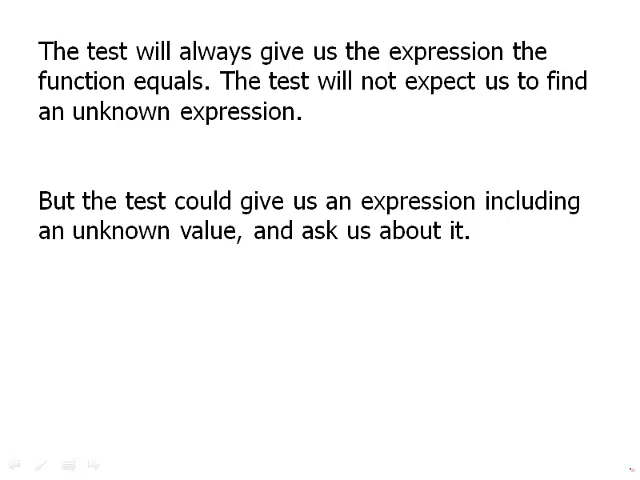 The test will always give us the expression the
function equals. The test will not expect us to find
an unknown expression.
But the test could give us an expression including
an unknown value, and ask us about it.